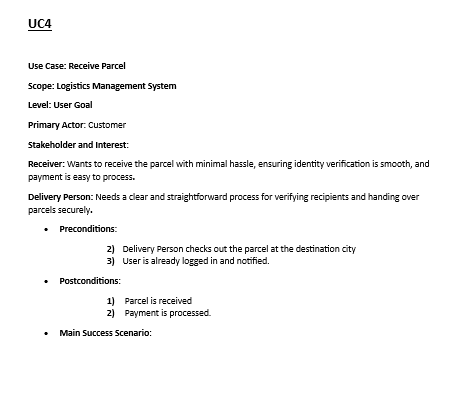 UC4
Use Case: Receive Parcel
Scope: Logistics Management System
Level: User Goal
Primary Actor: Customer
Stakeholder and Interest:
Receiver: Wants to receive the parcel with minimal hassle, ensuring identity verification is smooth, and
payment is easy to process.
Delivery Person: Needs a clear and straightforward process for verifying recipients and handing over
parcels securely.
• Preconditions:
2) Delivery Person checks out the parcel at the destination city
3) User is already logged in and notified.
• Postconditions:
1) Parcel is received
2) Payment is processed.
• Main Success Scenario: